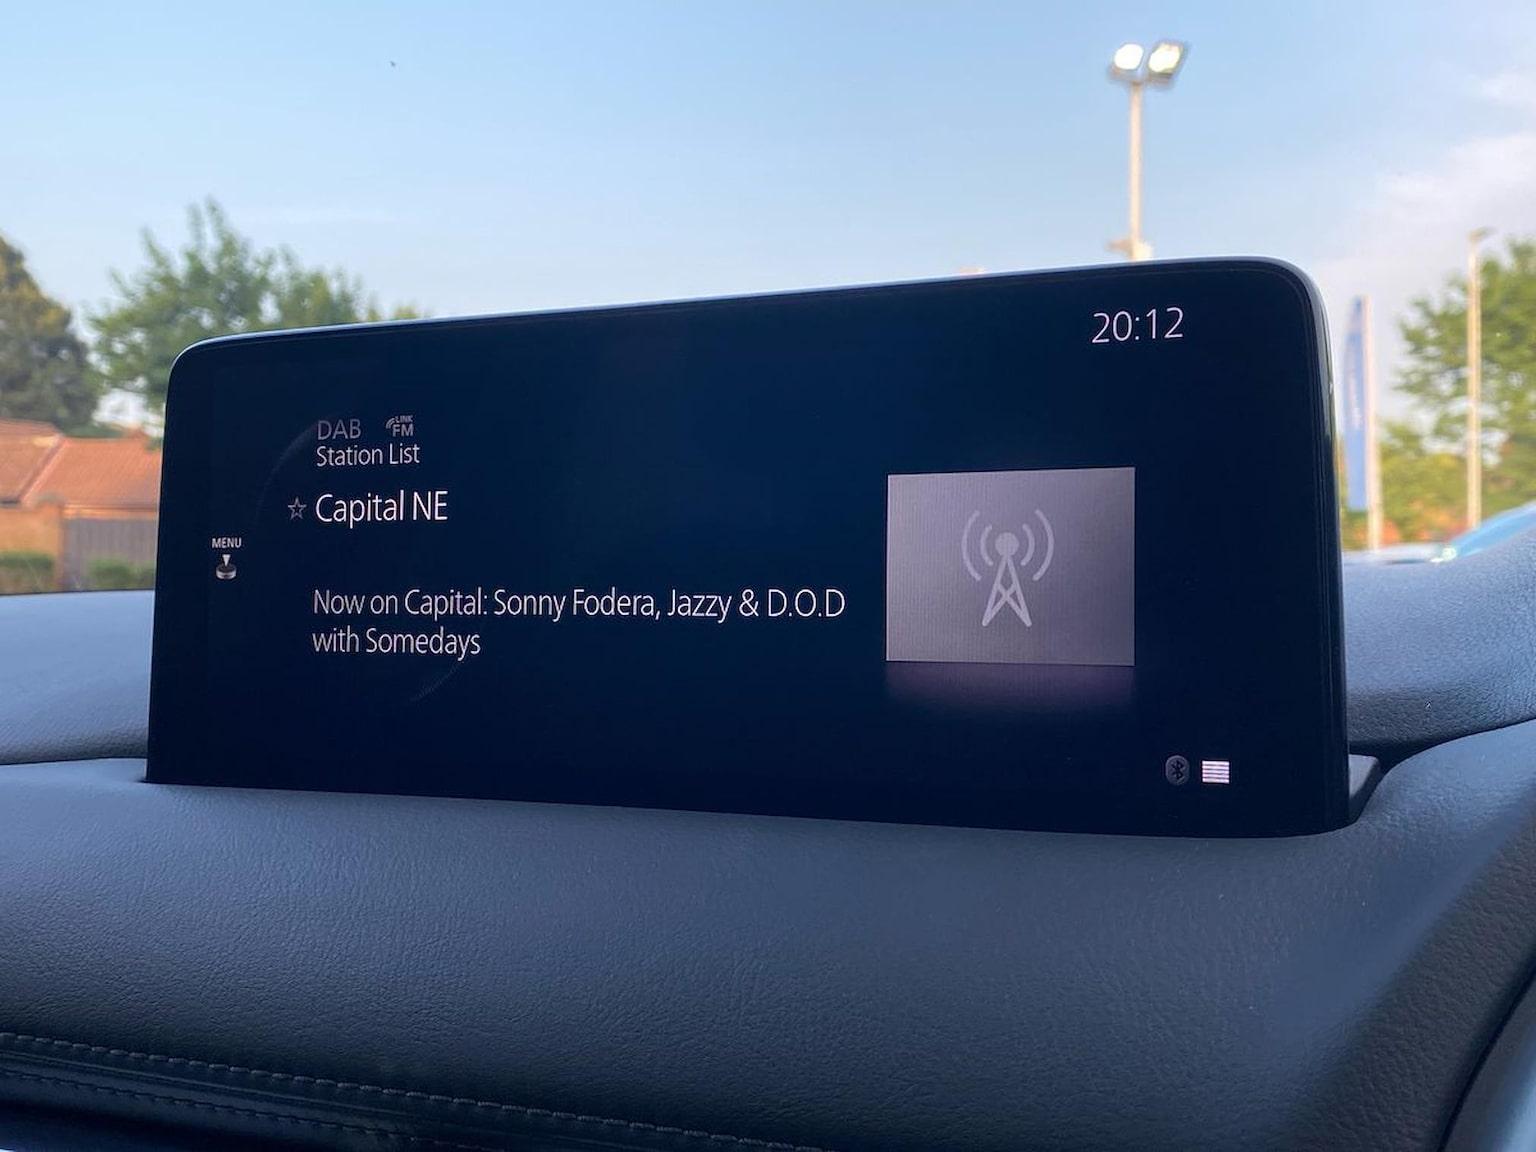 20:12
DAB LINK FM
Station List
Capital NE
MENU
Now on Capital: Sonny Fodera, Jazzy & D.O.D
with Somedays